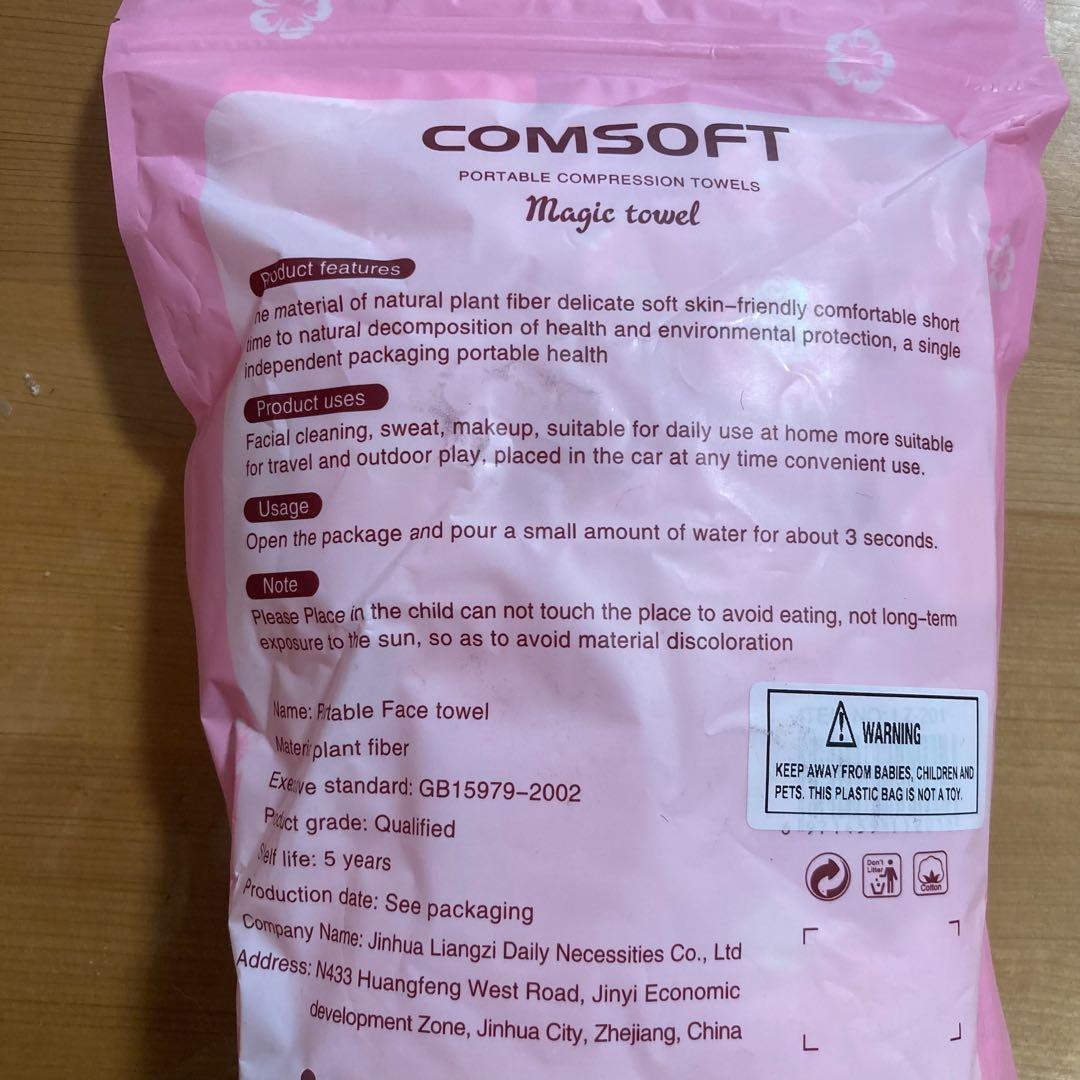 COMSOFT
PORTABLE COMPRESSION TOWELS
Magic towel
Product features
he material of natural plant fiber delicate soft skin-friendly comfortable short
time to natural decomposition of health and environmental protection, a single
independent packaging portable health
Product uses
Facial cleaning, sweat, makeup, suitable for daily use at home more suitable
for travel and outdoor play, placed in the car at any time convenient use.
Usage
Open the package and pour a small amount of water for about 3 seconds.
Note
Please Place in the child can not touch the place to avoid eating, not long-term
exposure to the sun, so as to avoid material discoloration
Name: Face towel
plant fiber
standard: GB15979-2002
Product grade: Qualified
Shelf life: 5 years
Production date: See packaging
Company Name: Jinhua Liangzi Daily Necessities Co., Ltd
Address: N433 Huangfeng West Road, Jinyi Economic
development Zone, Jinhua City, Zhejiang, China
WARNING
KEEP AWAY FROM BABIES, CHILDREN AND
PETS. THIS PLASTIC BAG IS NOT A TOY.
Don't
Litter
Cotton